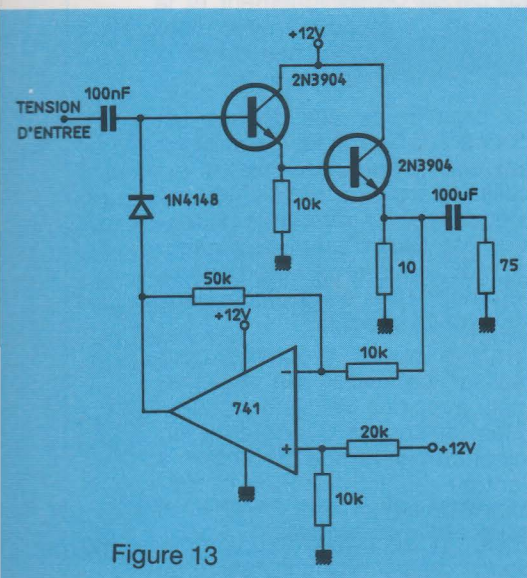 +12V
2N3904
100nF
TENSION
D'ENTREE
2N3904
1N4148
10k
100uF
10
75
50k
+12V
10k
741
-
+
20k
+12V
10k
Figure 13